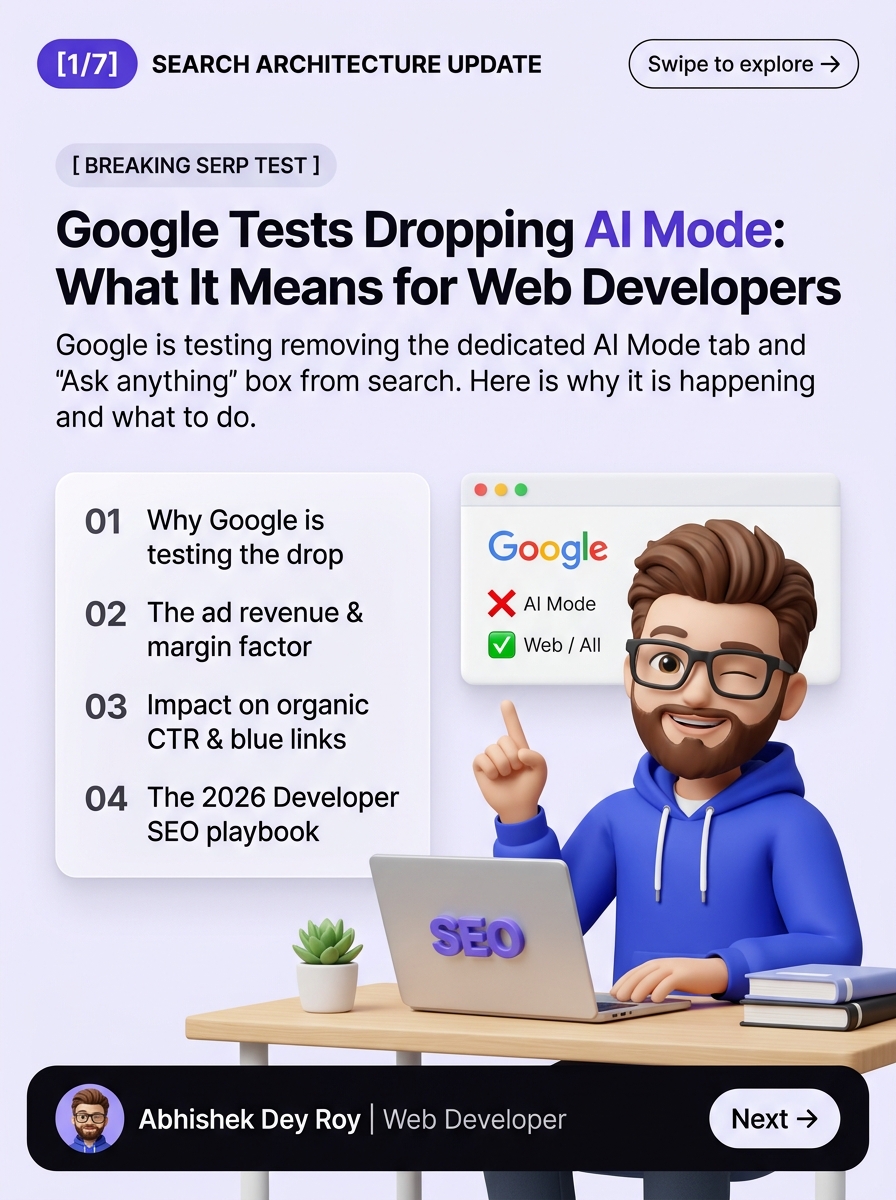 [1/7] SEARCH ARCHITECTURE UPDATE
Swipe to explore →
[ BREAKING SERP TEST ]
Google Tests Dropping AI Mode:
What It Means for Web Developers
Google is testing removing the dedicated AI Mode tab and
“Ask anything” box from search. Here is why it is happening
and what to do.
01 Why Google is
testing the drop
02 The ad revenue &
margin factor
03 Impact on organic
CTR & blue links
04 The 2026 Developer
SEO playbook
Google
❌ AI Mode
✅ Web / All
SEO
Abhishek Dey Roy | Web Developer
Next →